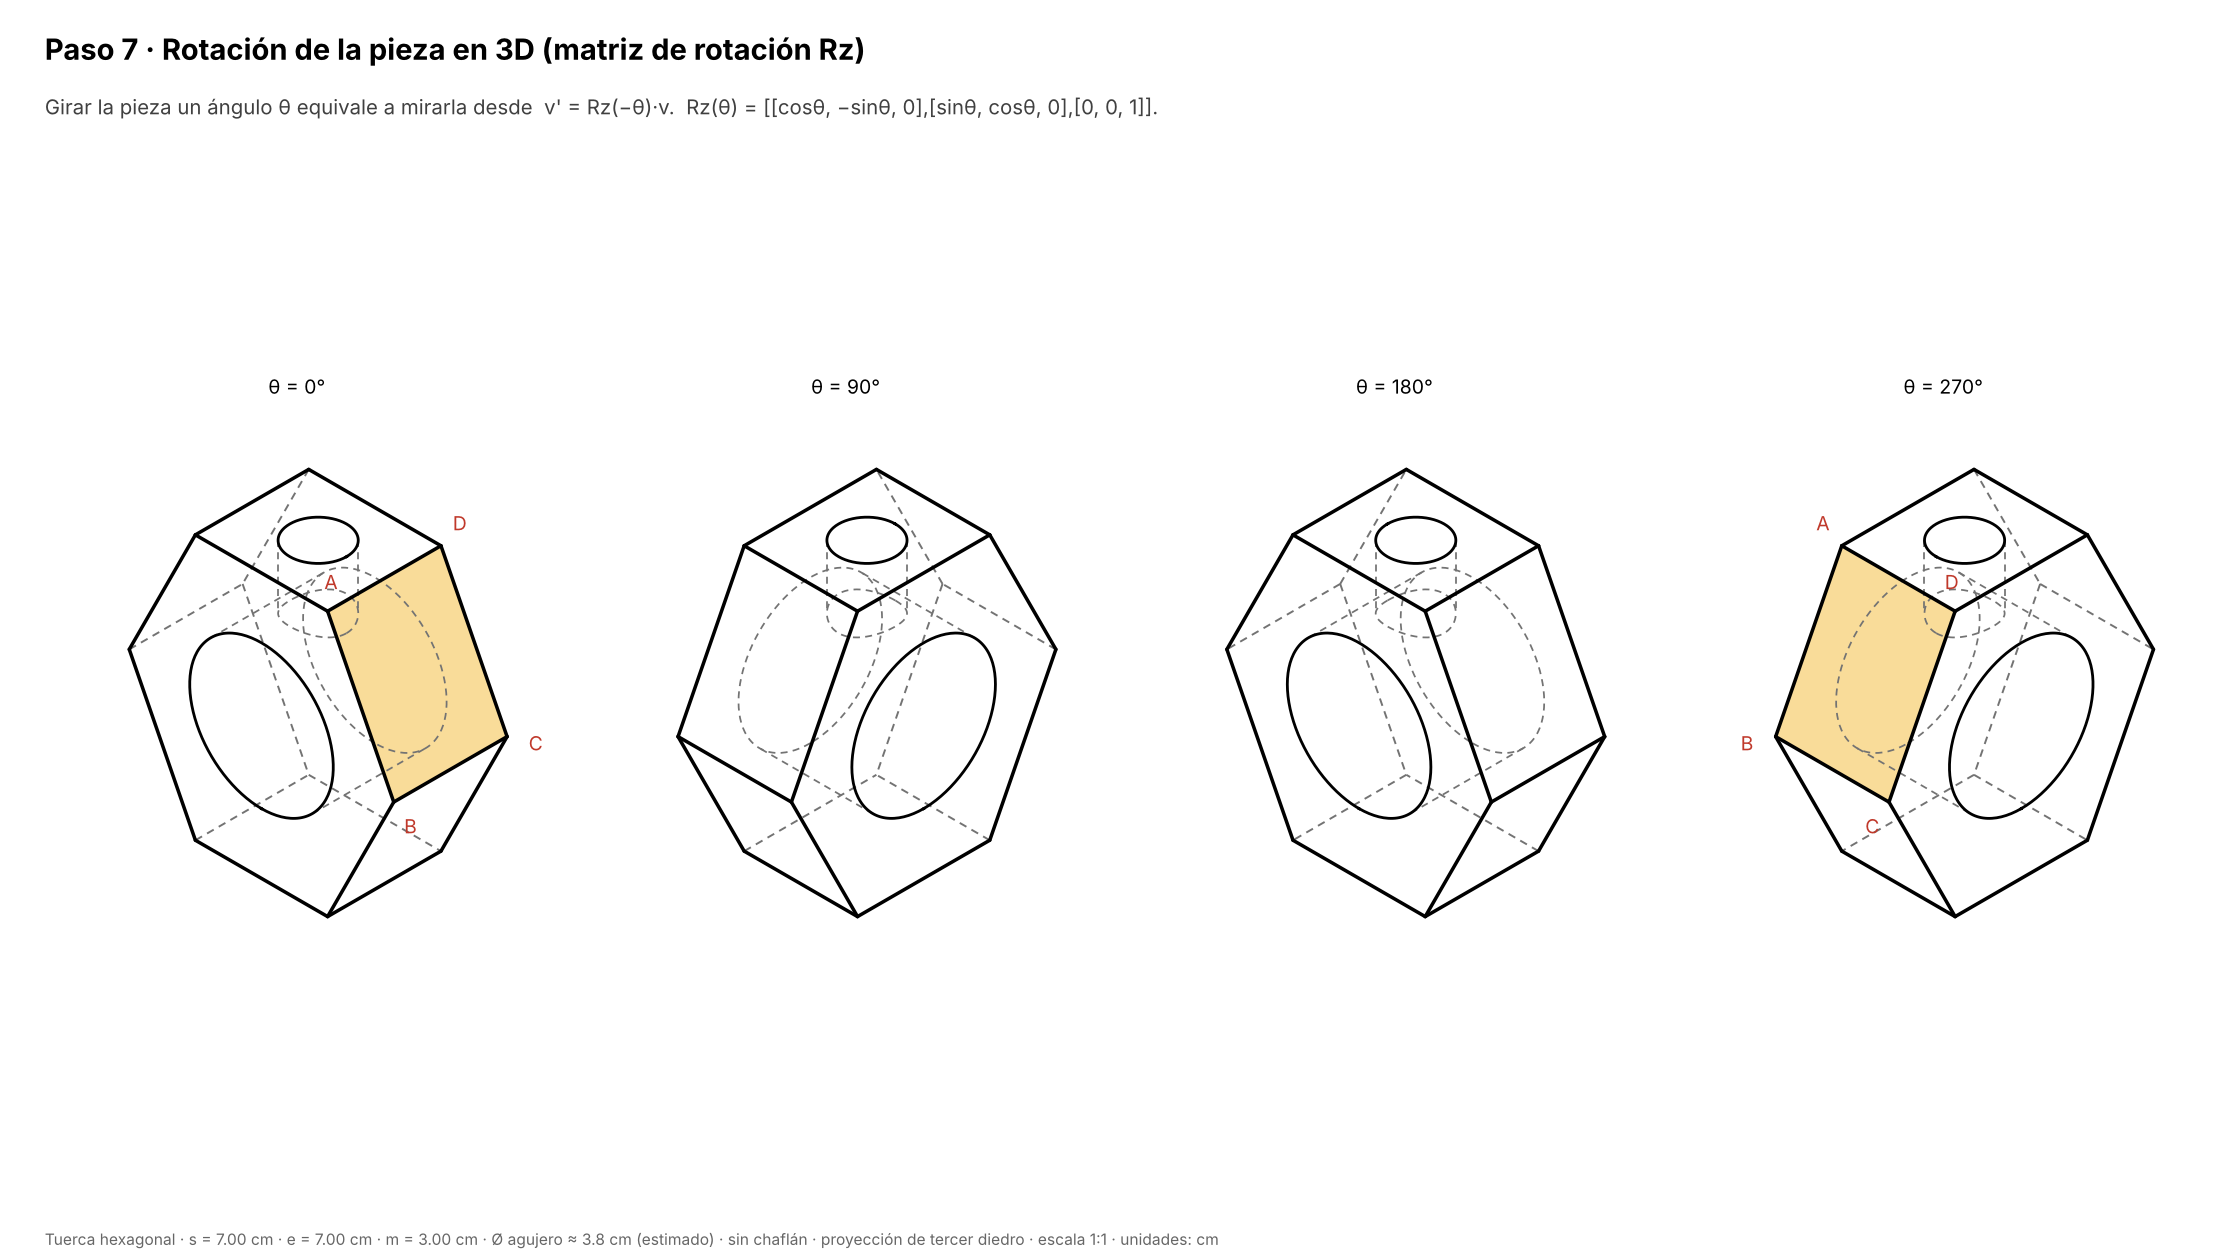 Paso 7 · Rotación de la pieza en 3D (matriz de rotación Rz)
Girar la pieza un ángulo θ equivale a mirarla desde v' = Rz(−θ)·v. Rz(θ) = [[cosθ, −sinθ, 0],[sinθ, cosθ, 0],[0, 0, 1]].
θ = 0°
θ = 90°
θ = 180°
θ = 270°
D
A
C
B
A
D
B
C
Tuerca hexagonal · s = 7.00 cm · e = 7.00 cm · m = 3.00 cm · Ø agujero ≈ 3.8 cm (estimado) · sin chaflán · proyección de tercer diedro · escala 1:1 · unidades: cm